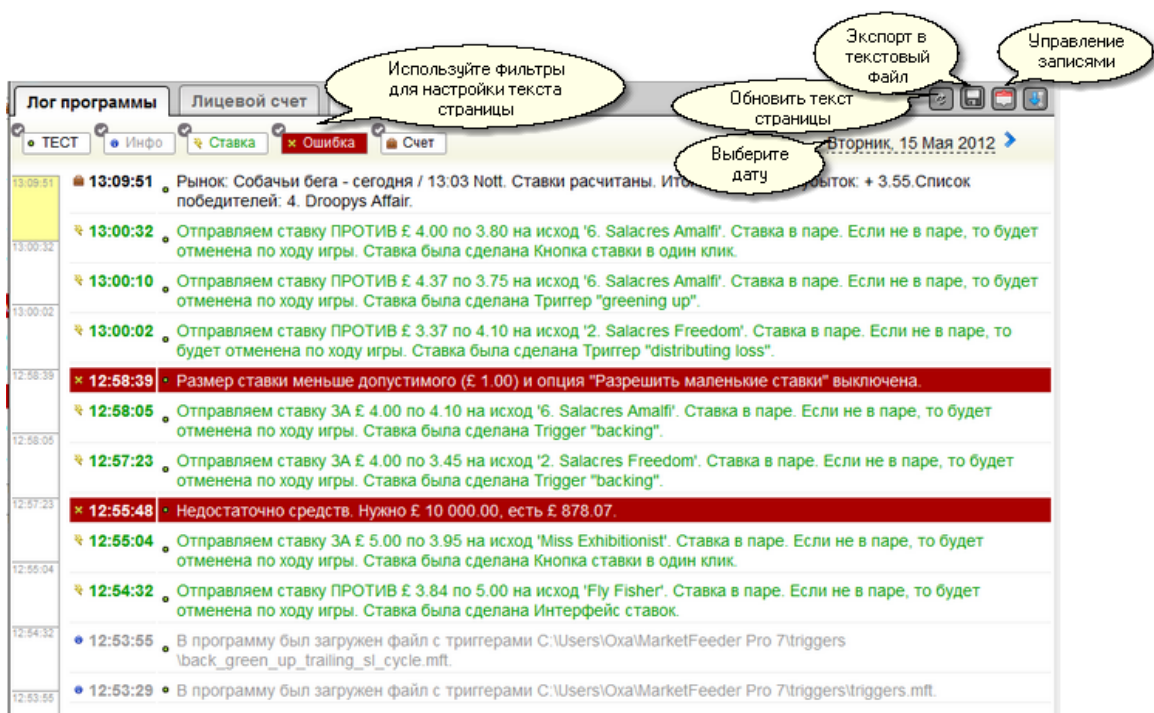 Экспорт в
текстовый
файл
Управление
записями
Используйте фильтры
для настройки текста
страницы
Лог программы
Лицевой счет
Обновить текст
страницы
ТЕСТ
Инфо
Ставка
Ошибка
Счет
Выберите
дату
Вторник, 15 Мая 2012
13:09:51
13:09:51 Рынок: Собачьи бега - сегодня / 13:03 Nott. Ставки расчитаны. : + 3.55.Список
победителей: 4. Droopys Affair.
13:00:32 Отправляем ставку ПРОТИВ £ 4.00 по 3.80 на исход '6. Salacres Amalfi'. Ставка в паре. Если не в паре, то будет
13:00:32
отменена по ходу игры. Ставка была сделана Кнопка ставки в один клик.
13:00:10 Отправляем ставку ПРОТИВ £ 4.37 по 3.75 на исход '6. Salacres Amalfi'. Ставка в паре. Если не в паре, то будет
отменена по ходу игры. Ставка была сделана Триггер "greening up".
13:00:02
13:00:02 Отправляем ставку ПРОТИВ £ 3.37 по 4.10 на исход '2. Salacres Freedom'. Ставка в паре. Если не в паре, то
будет отменена по ходу игры. Ставка была сделана Триггер "distributing loss".
12:58:39
12:58:39 Размер ставки меньше допустимого (£ 1.00) и опция "Разрешить маленькие ставки" выключена.
12:58:05 Отправляем ставку ЗА £ 4.00 по 4.10 на исход '6. Salacres Amalfi'. Ставка в паре. Если не в паре, то будет
отменена по ходу игры. Ставка была сделана Trigger "backing".
12:58:05
12:57:23 Отправляем ставку ЗА £ 4.00 по 3.45 на исход '2. Salacres Freedom'. Ставка в паре. Если не в паре, то будет
отменена по ходу игры. Ставка была сделана Trigger "backing".
12:57:23
12:55:48 Недостаточно средств. Нужно £ 10 000.00, есть £ 878.07.
12:55:04 Отправляем ставку ЗА £ 5.00 по 3.95 на исход 'Miss Exhibitionist'. Ставка в паре. Если не в паре, то будет
отменена по ходу игры. Ставка была сделана Кнопка ставки в один клик.
12:55:04
12:54:32 Отправляем ставку ПРОТИВ £ 3.84 по 5.00 на исход 'Fly Fisher'. Ставка в паре. Если не в паре, то будет
отменена по ходу игры. Ставка была сделана Интерфейс ставок.
12:54:32
12:53:55 В программу был загружен файл с триггерами C:\Users\Oxa\MarketFeeder Pro 7\triggers
\back_green_up_trailing_sl_cycle.mft.
12:53:29 В программу был загружен файл с триггерами C:\Users\Oxa\MarketFeeder Pro 7\triggers\triggers.mft.
12:53:55